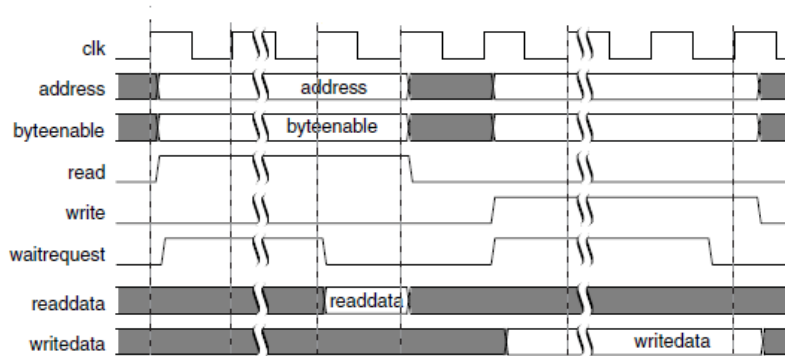 clk
address address
byteenable byteenable
read
write
waitrequest
readdata readdata
writedata writedata